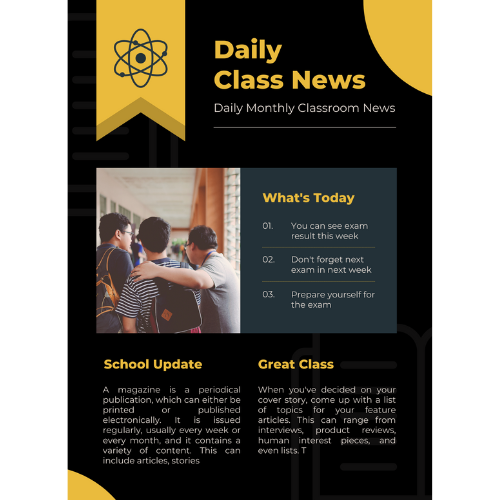 Daily
Class News
Daily Monthly Classroom News
What's Today
01. You can see exam
result this week
02. Don't forget next
exam in next week
03. Prepare yourself for
the exam
School Update
A magazine is a periodical
publication, which can either be
printed or published
electronically. It is issued
regularly, usually every week or
every month, and it contains a
variety of content. This can
include articles, stories
Great Class
When you've decided on your
cover story, come up with a list
of topics for your feature
articles. This can range from
interviews, product reviews,
human interest pieces, and
even lists. T